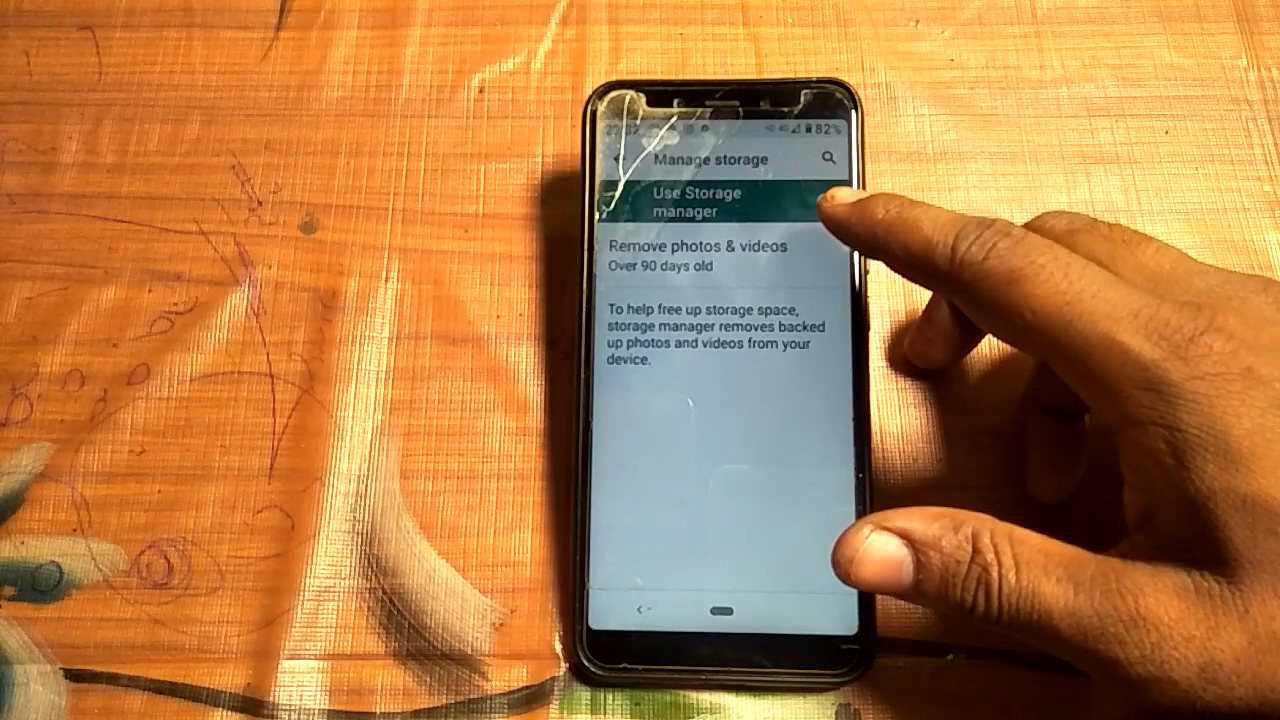 82%
Manage storage
Use Storage
manager
Remove photos & videos
Over 90 days old
To help free up storage space,
storage manager removes backed
up photos and videos from your
device.